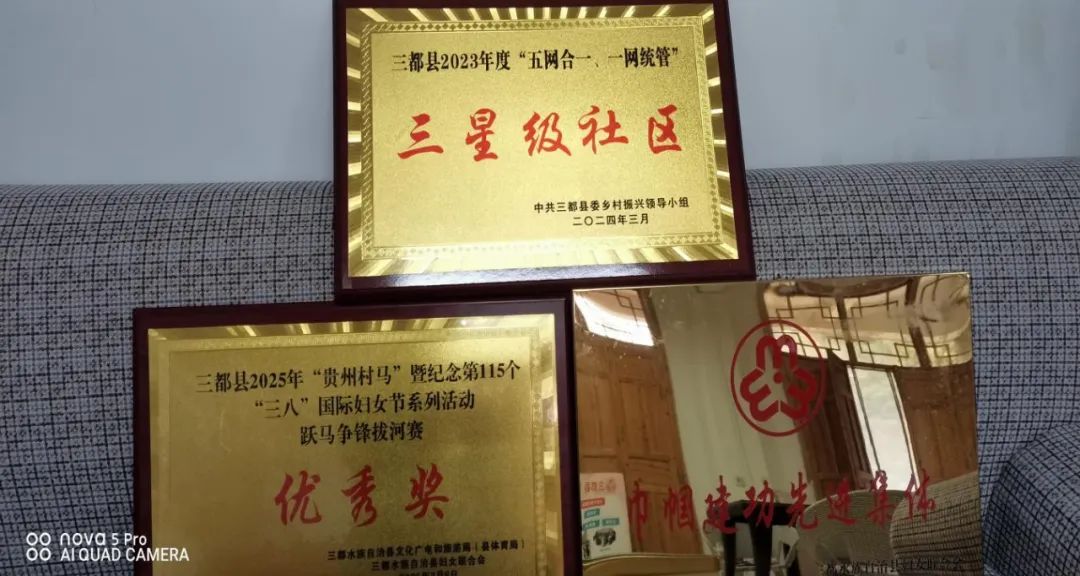 三都县2023年度“五网合一、一网统管”
三星级社区
中共三都县委乡村振兴领导小组
二〇二四年三月
三都县2025年“贵州村马”暨纪念第115个
“三八”国际妇女节系列活动
跃马争锋拔河赛
优秀奖
三都水族自治县文化广电和旅游局（县体育局）
三都水族自治县妇女联合会
巾帼建功先进集体
nova 5 Pro
AI QUAD CAMERA